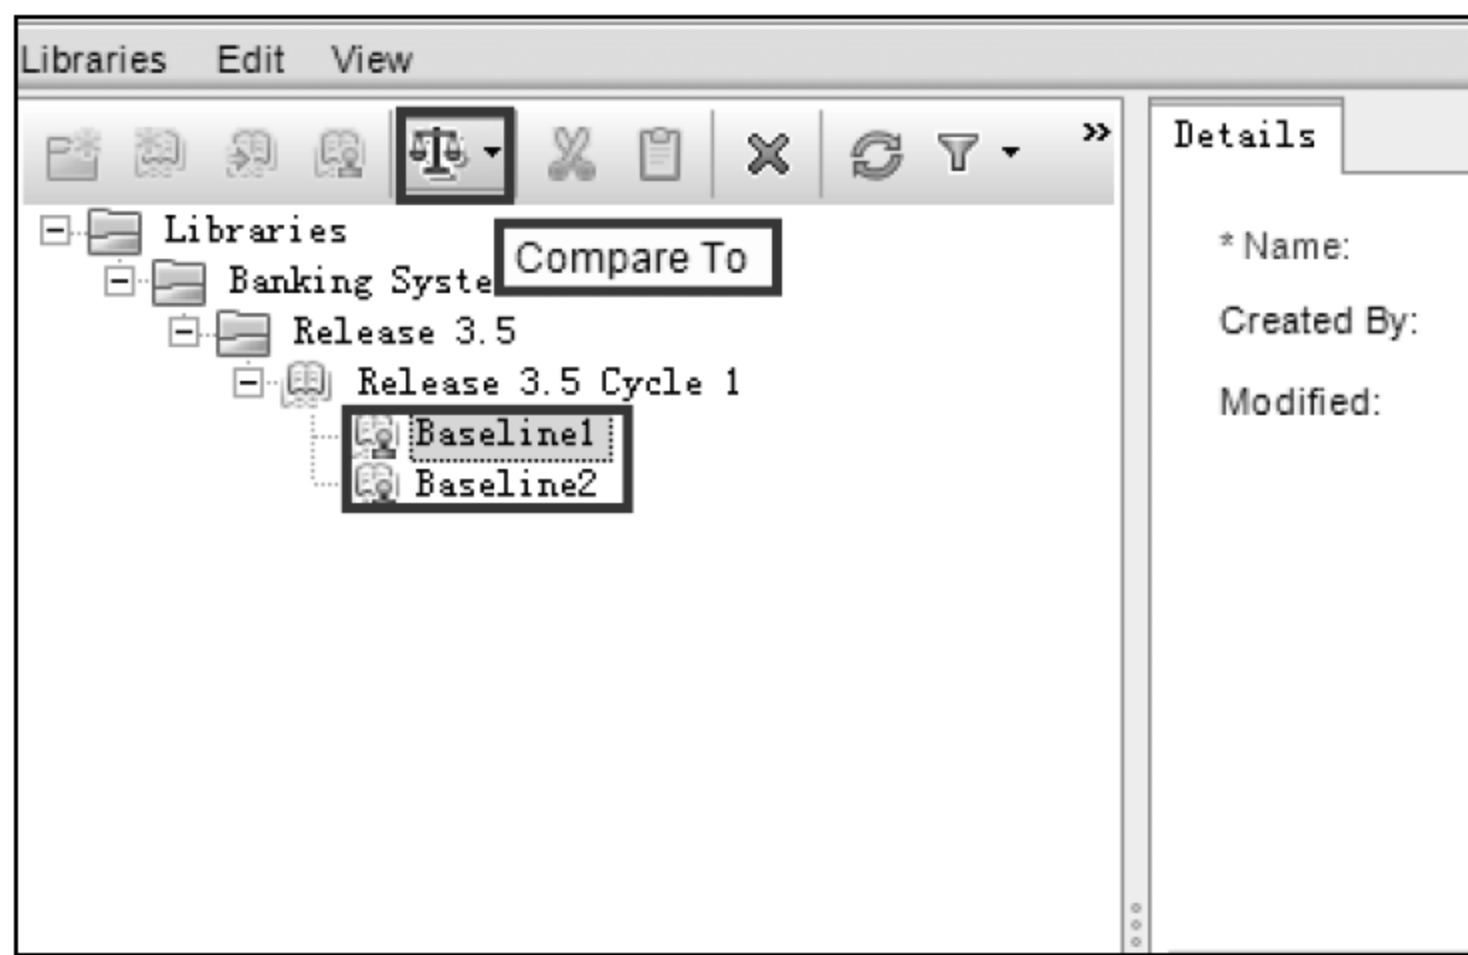 Libraries Edit View
»
Details
Libraries
Compare To
Banking Syste
Release 3.5
Release 3.5 Cycle 1
Baseline1
Baseline2
* Name:
Created By:
Modified: